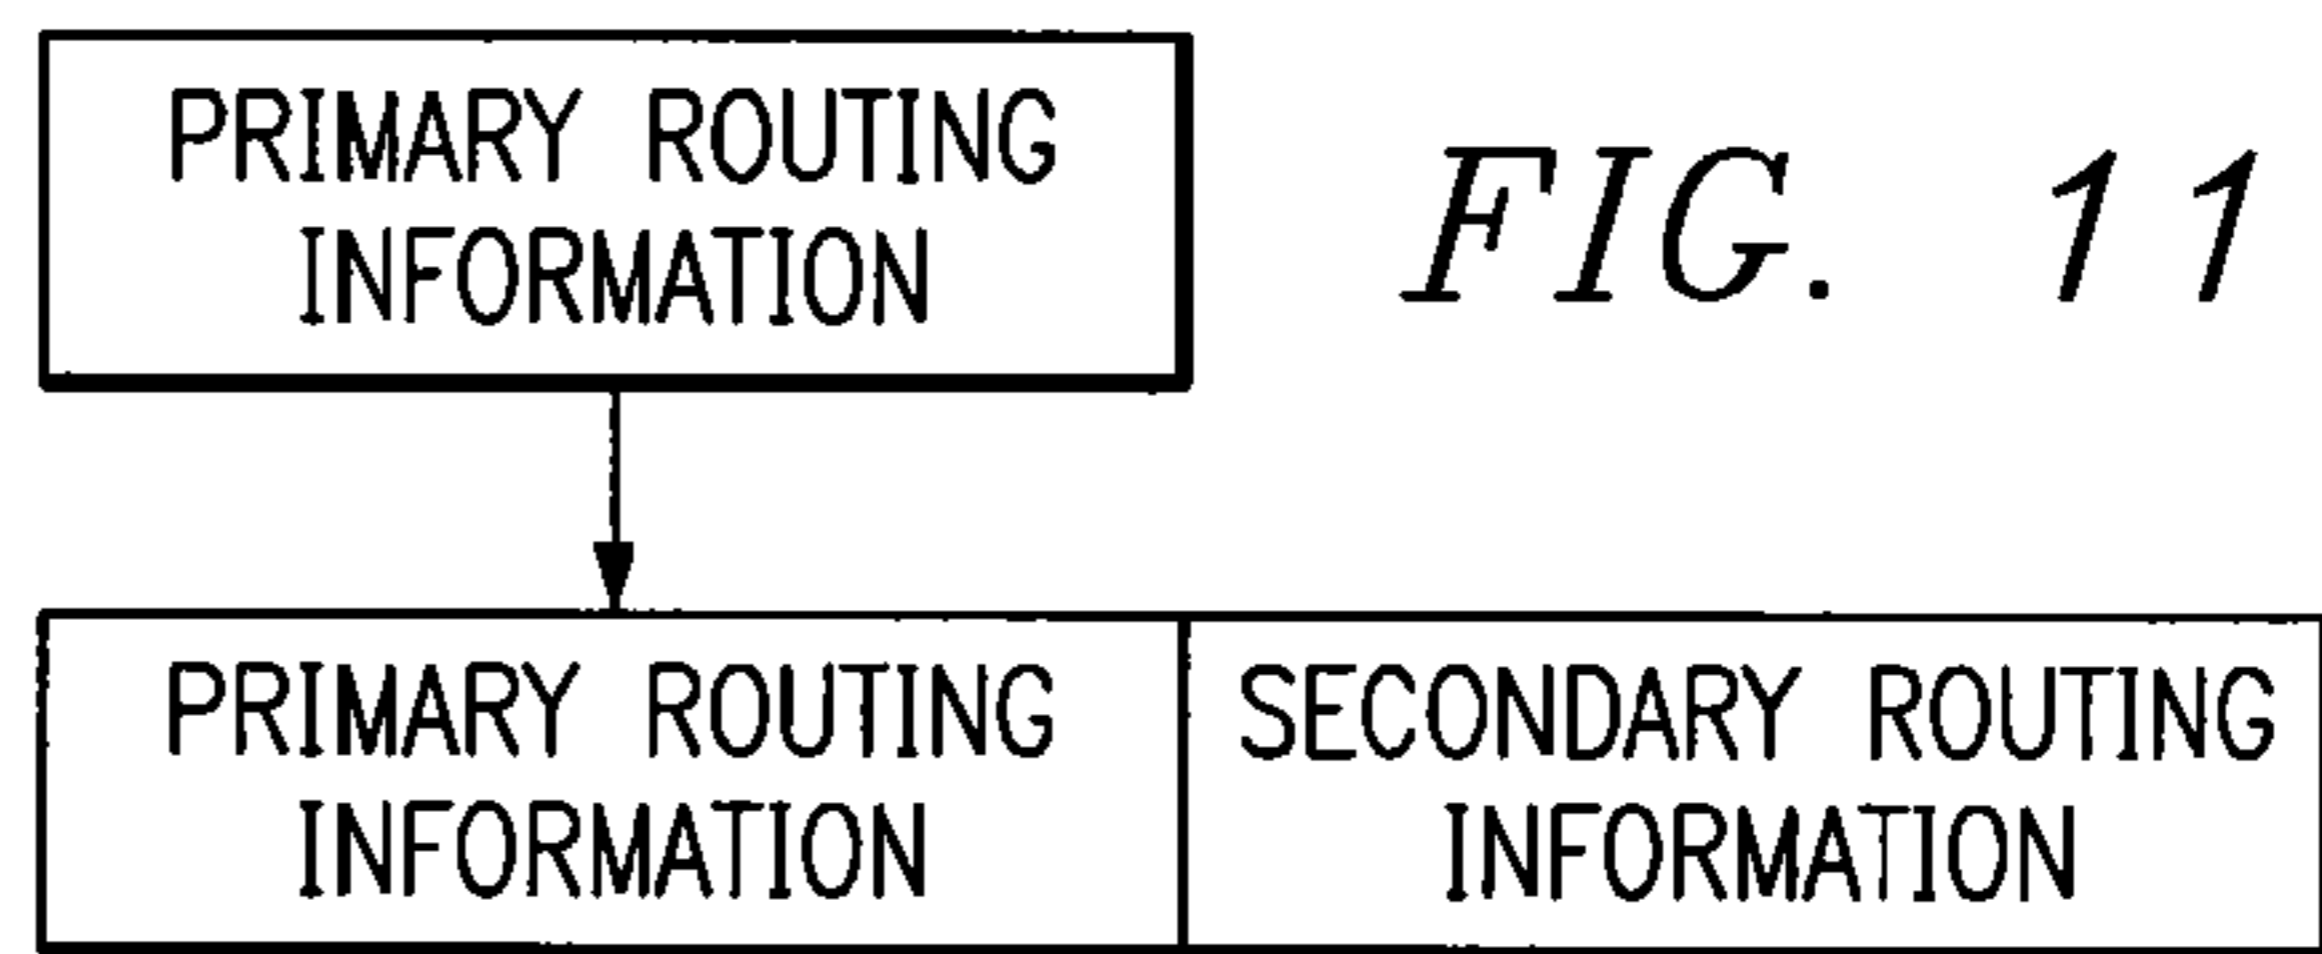 PRIMARY ROUTING
INFORMATION
FIG. 11
PRIMARY ROUTING
INFORMATION
SECONDARY ROUTING
INFORMATION